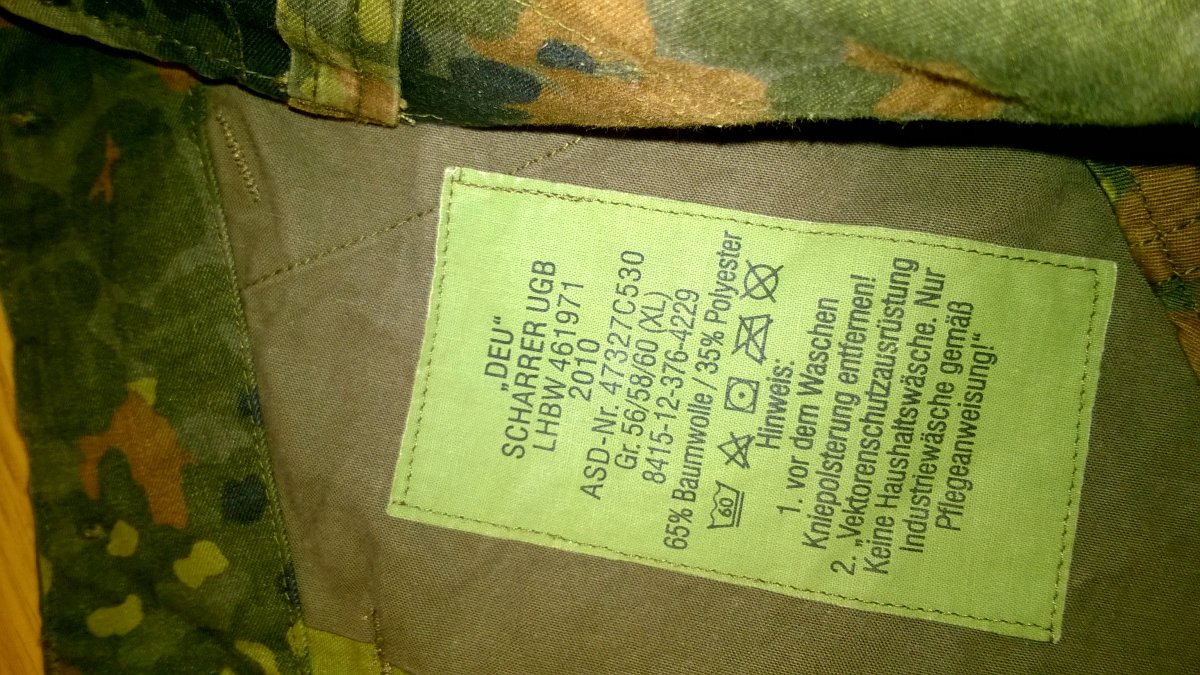 „DEU“
SCHARRER UGB
LHBW 461971
2010
ASD-Nr. 47327C530
Gr. 56/58/60 (XL)
8415-12-376-4229
65% Baumwolle / 35% Polyester
60
Hinweis:
1. vor dem Waschen
Kniepolsterung entfernen!
2. „Vektorenschutzausrüstung
Keine Haushaltswäsche. Nur
Industriewäsche gemäß
Pflegeanweisung!“